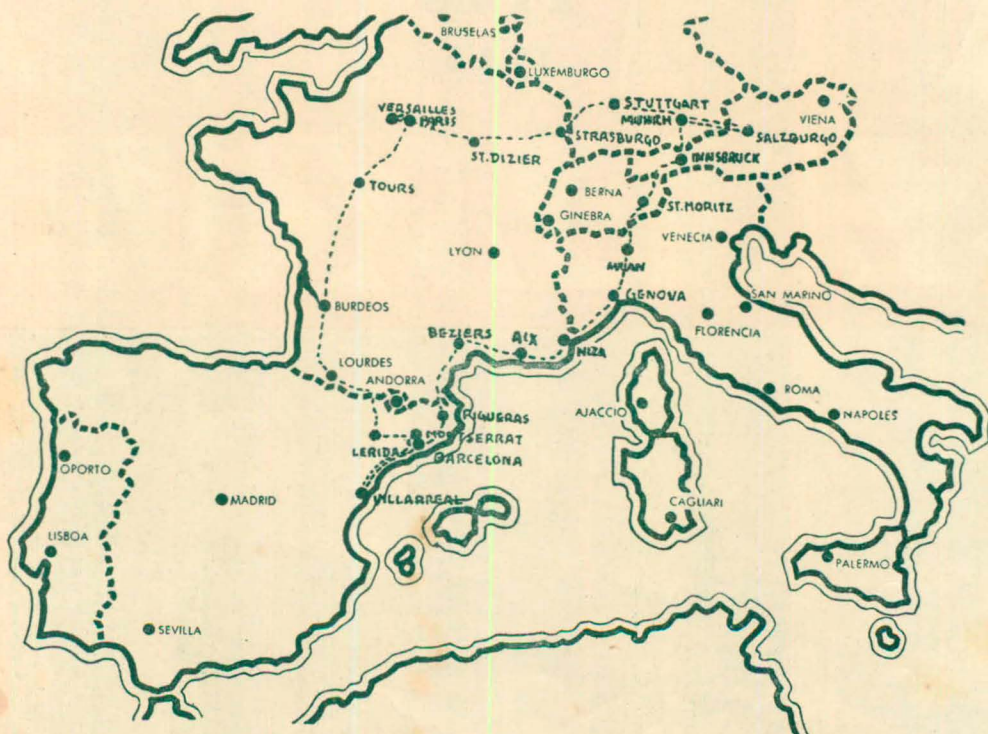 BRUSELAS
LUXEMBURGO
STUTTGART
VERSAILLES
PARIS
VIENA
STRASBURGO
SALZBURGO
ST. DIZIER
INNSBRUCK
TOURS
BERNA
ST. MORITZ
GINEBRA
VENECIA
LYON
MILAN
GENOVA
SAN MARINO
BURDEOS
FLORENCIA
BEZIERS
AIX
NIZA
LOURDES
ANDORRA
ROMA
AJACCIO
NAPOLES
FIGUERAS
MONTSERRAT
LERIDA
BARCELONA
OPORTO
MADRID
VILLARREAL
CAGLIARI
LISBOA
PALERMO
SEVILLA